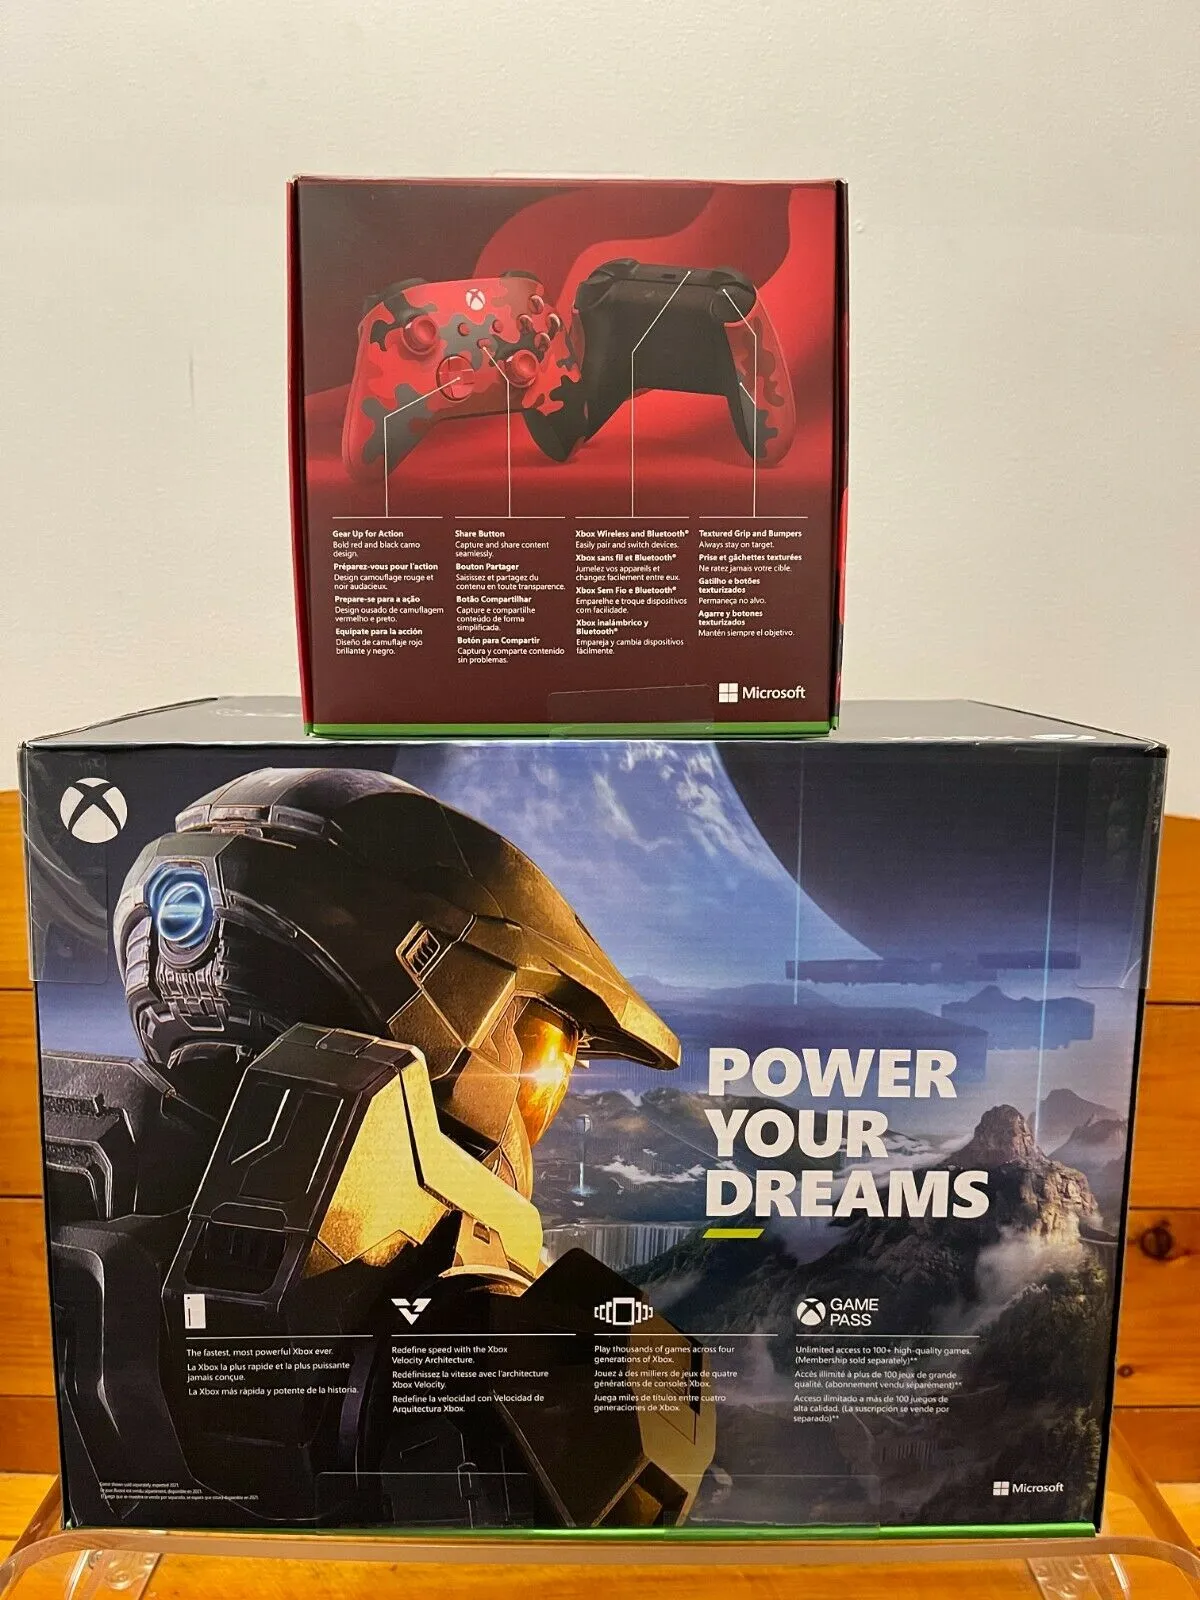 Gear Up for Action
Bold red and black camo
design.
Préparez-vous pour l'action
Design camouflage rouge et
noir audacieux.
Prepare-se para a ação
Design ousado de camuflagem
vermelho e preto.
Equípate para la acción
Diseño de camuflaje rojo
brillante y negro.
Share Button
Capture and share content
seamlessly.
Bouton Partager
Saisissez et partagez du
contenu en toute transparence.
Botão Compartilhar
Capture e compartilhe
conteúdo de forma
simplificada.
Botón para Compartir
Captura y comparte contenido
sin problemas.
Xbox Wireless and Bluetooth®
Easily pair and switch devices.
Xbox sans fil et Bluetooth®
Jumelez vos appareils et
changez facilement entre eux.
Xbox Sem Fio e Bluetooth®
Emparelhe e troque dispositivos
com facilidade.
Xbox inalámbrico y
Bluetooth®
Empareja y cambia dispositivos
fácilmente.
Textured Grip and Bumpers
Always stay on target.
Prise et gâchettes texturées
Ne ratez jamais votre cible.
Gatilho e botões
texturizados
Permaneça no alvo.
Agarre y botones
texturizados
Mantén siempre el objetivo.
Microsoft
XBOX
POWER
YOUR
DREAMS
The fastest, most powerful Xbox ever.
La Xbox la plus rapide et la plus puissante
jamais conçue.
La Xbox más rápida y potente de la historia.
Redefine speed with the Xbox
Velocity Architecture.
Redéfinissez la vitesse avec l'architecture
Xbox Velocity.
Redefine la velocidad con Velocidad de
Arquitectura Xbox.
Play thousands of games across four
generations of Xbox.
Jouez à des milliers de jeux de quatre
générations de consoles Xbox.
Juega miles de títulos entre cuatro
generaciones de Xbox.
GAME
PASS
Unlimited access to 100+ high-quality games.
(Membership sold separately)**
Accès illimité à plus de 100 jeux de grande
qualité. (abonnement vendu séparément)**
Acceso ilimitado a más de 100 juegos de
alta calidad. (La suscripción se vende por
separado)**
Game shown sold separately, expected 2021.
Microsoft